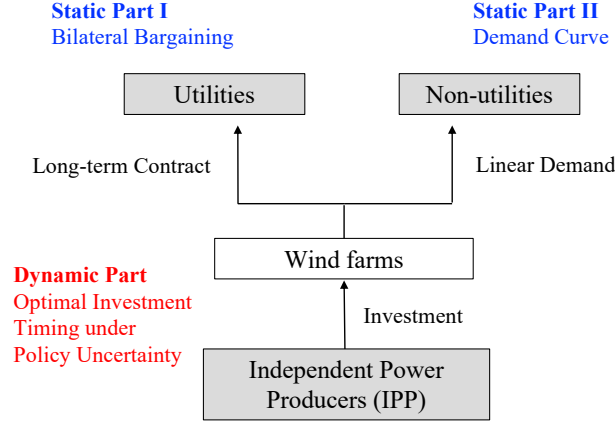 Static Part I
Bilateral Bargaining
Static Part II
Demand Curve
Utilities
Non-utilities
Long-term Contract
Linear Demand
Wind farms
Dynamic Part
Optimal Investment
Timing under
Policy Uncertainty
Investment
Independent Power
Producers (IPP)